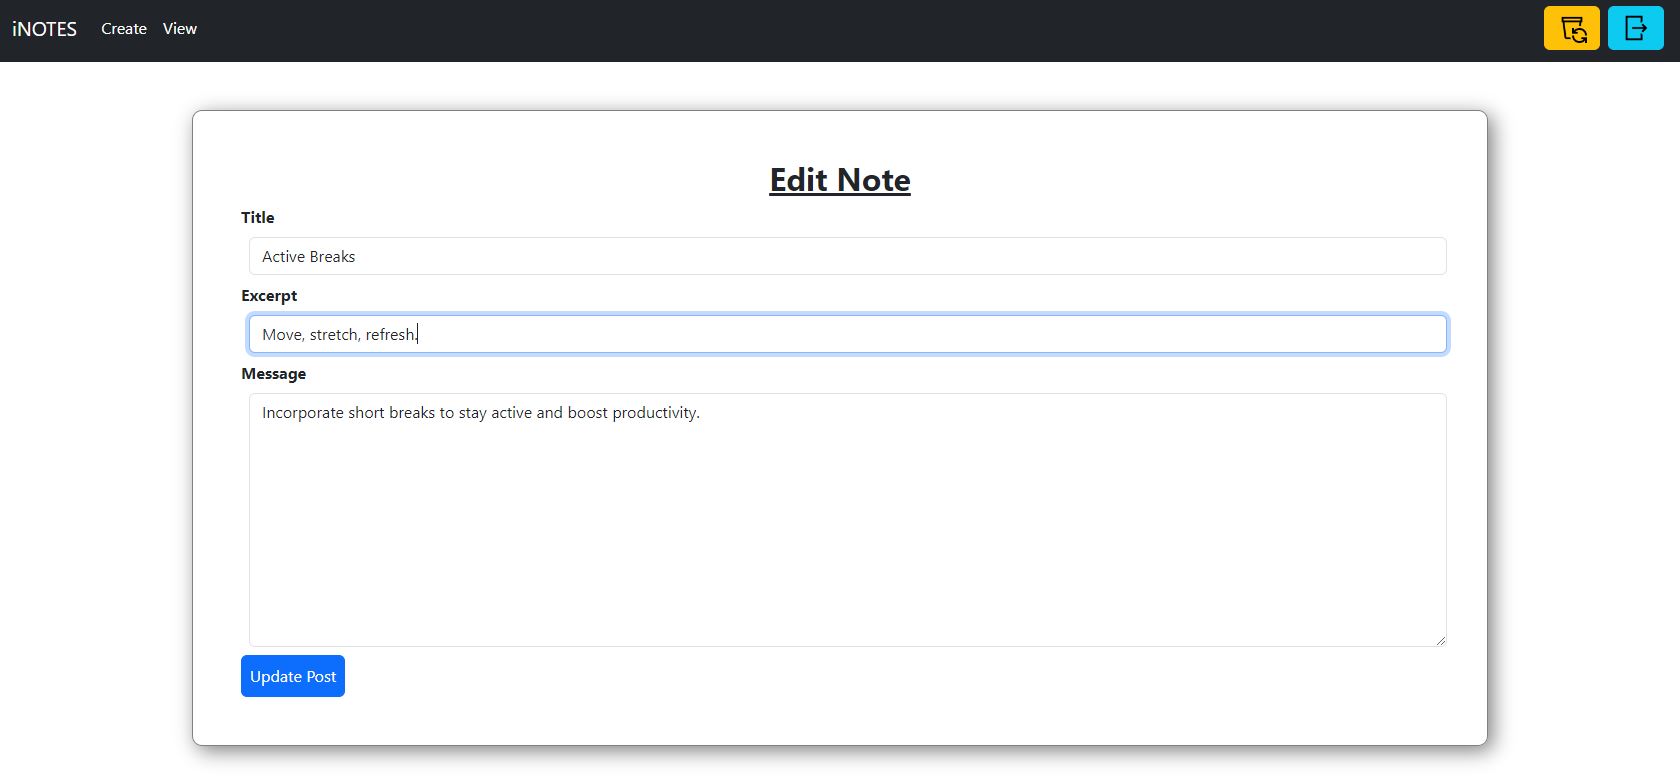 iNOTES Create View
Edit Note
Title
Active Breaks
Excerpt
Move, stretch, refresh.
Message
Incorporate short breaks to stay active and boost productivity.
Update Post